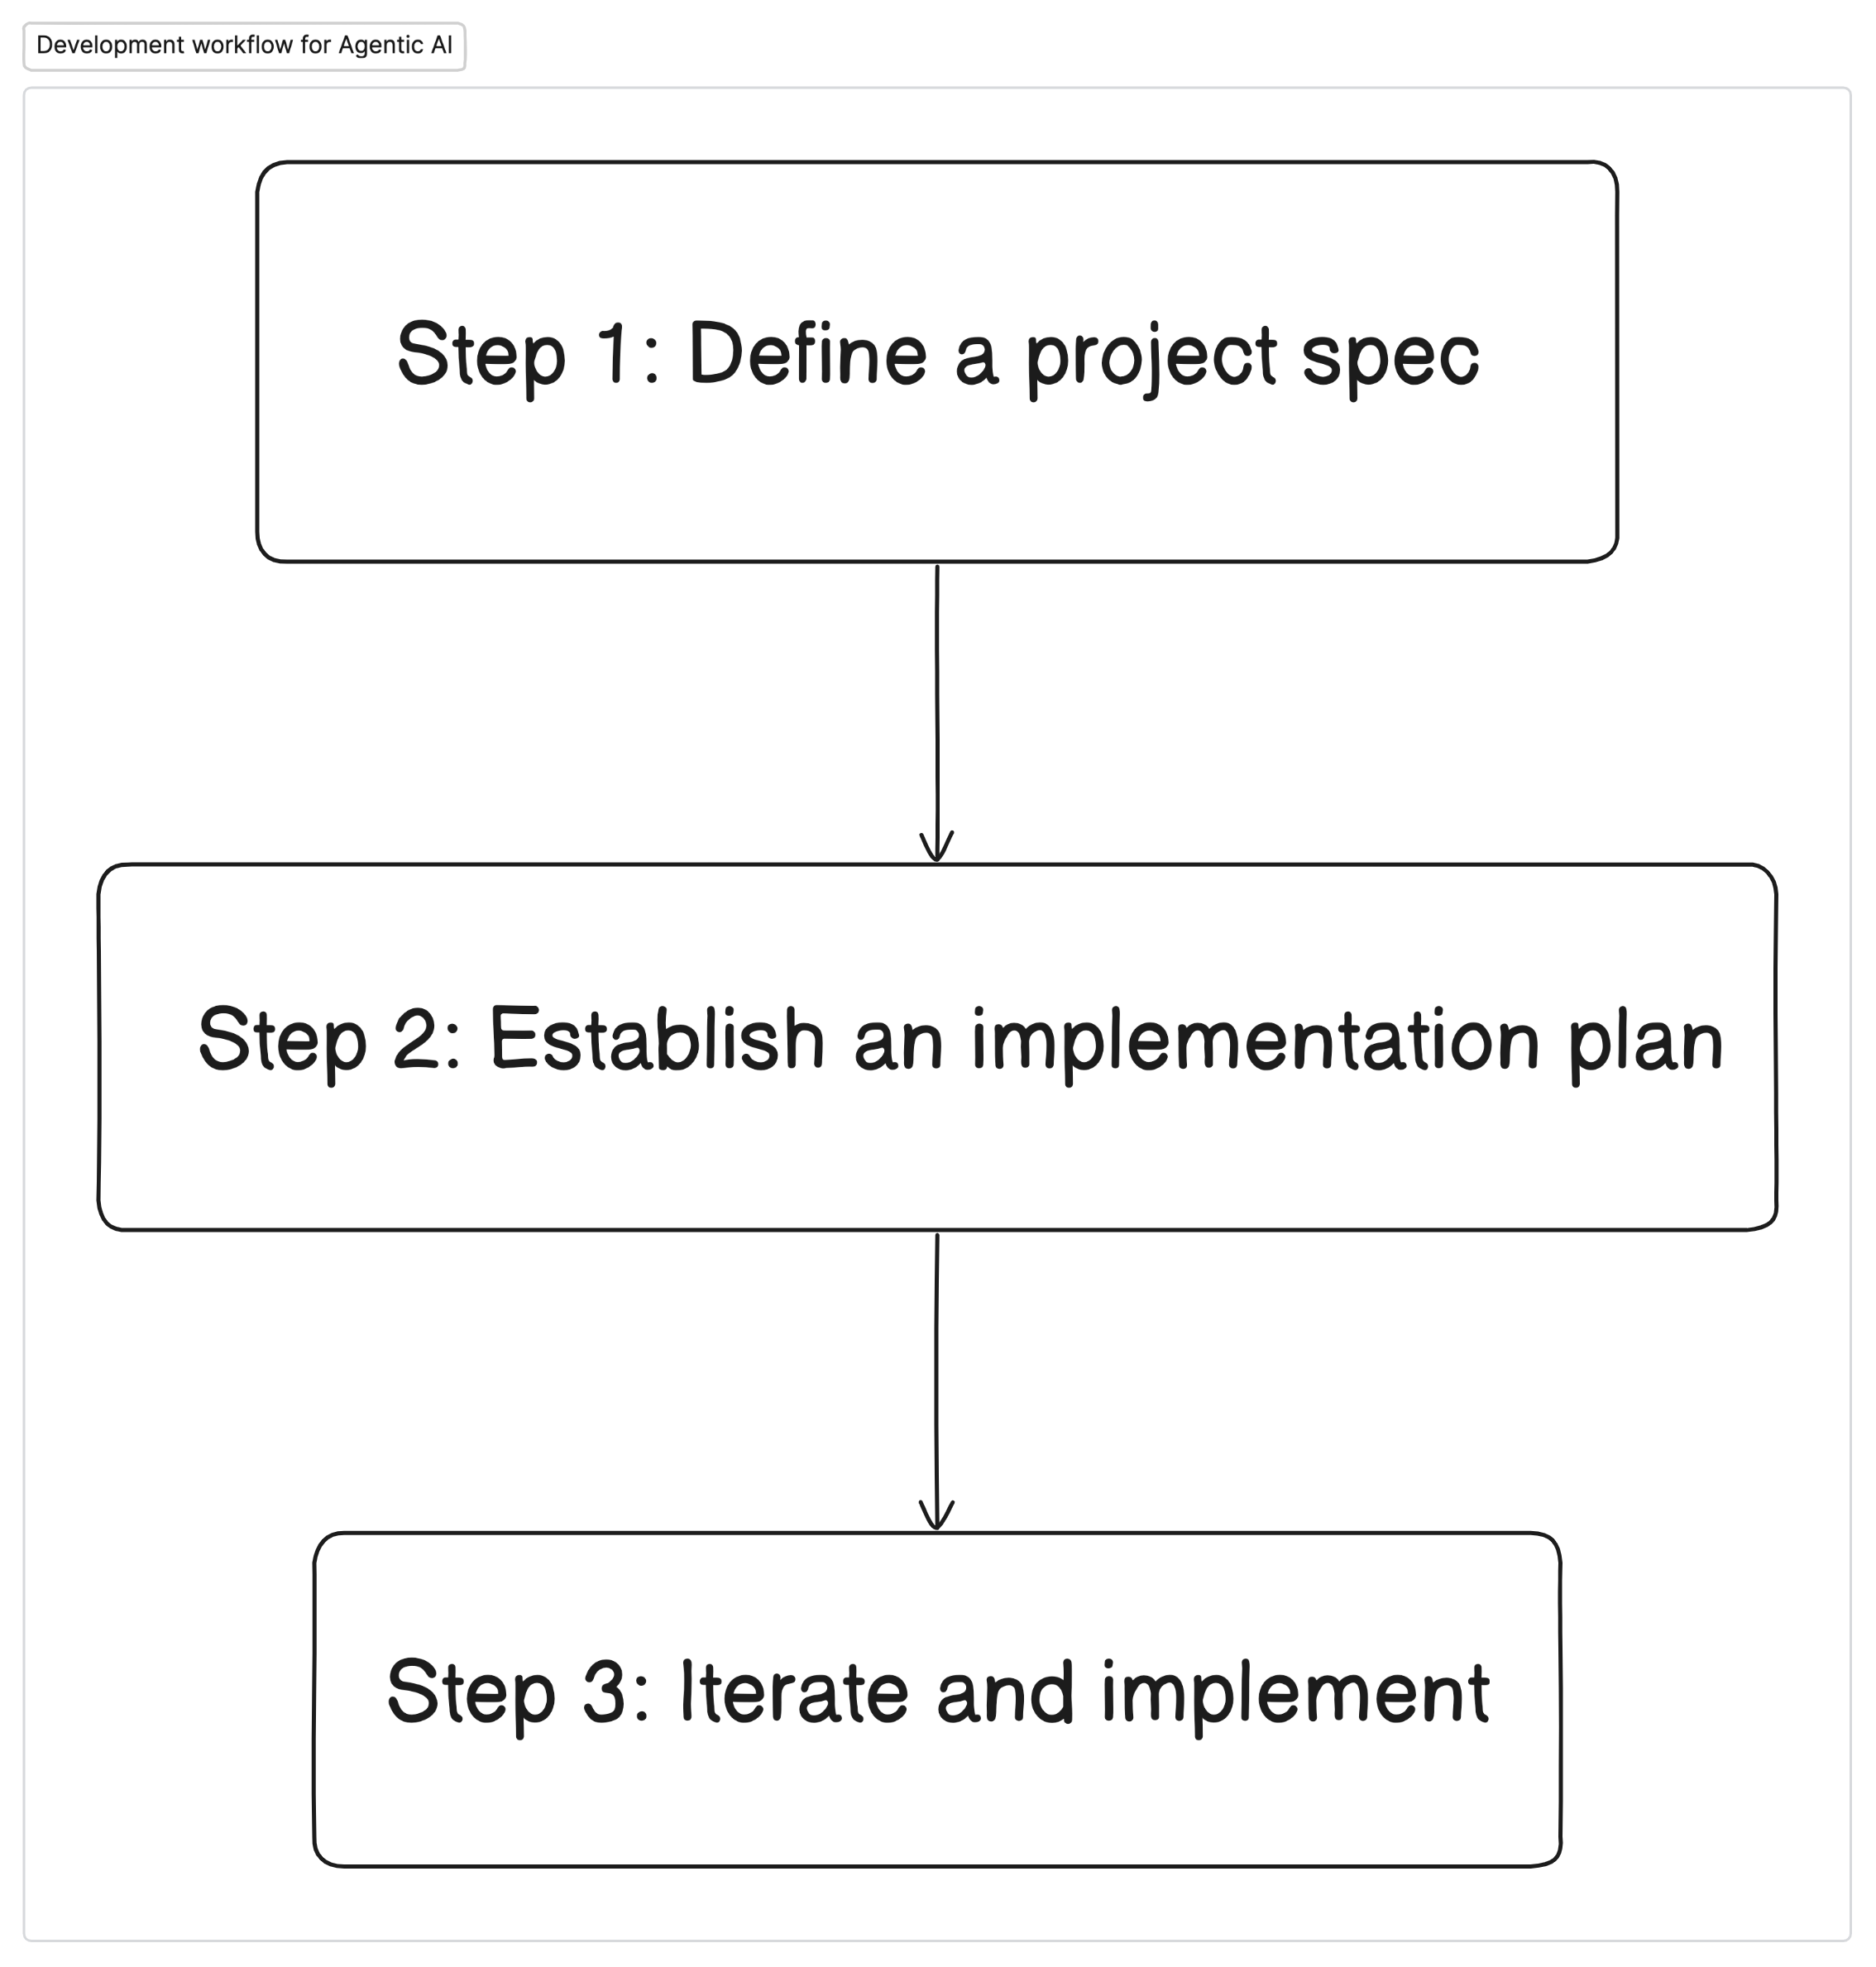 Development workflow for Agentic AI
Step 1: Define a project spec
Step 2: Establish an implementation plan
Step 3: Iterate and implement